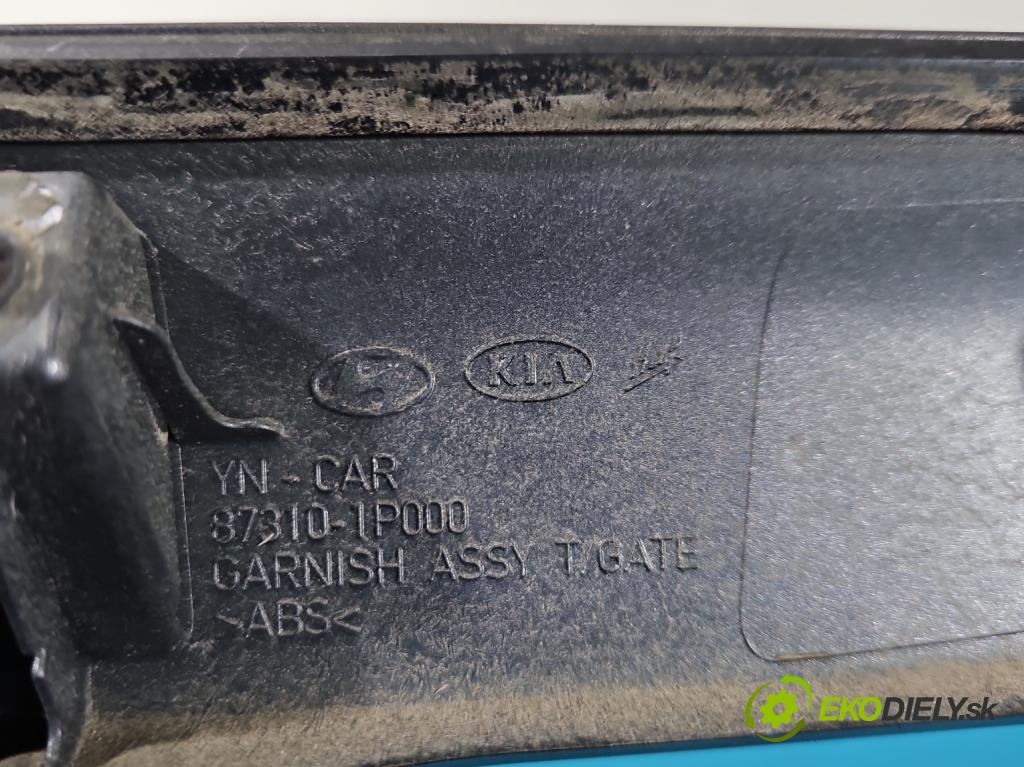 KIA
YN-CAR
87310-1P000
GARNISH ASSY T/GATE
>ABS<
EKODIELY.sk